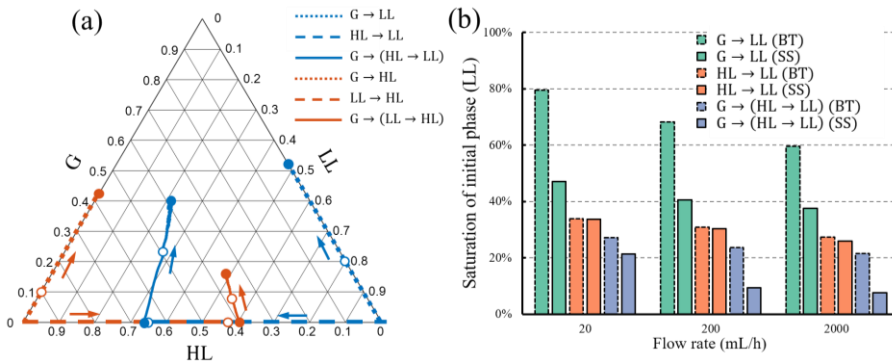 (a)
0
G → LL
HL → LL
G → (HL → LL)
G → HL
LL → HL
G → (LL → HL)
0.9
0.8
0.7
0.6
0.5
0.4
0.3
0.2
0.1
0
G
0.1
0.2
0.3
0.4
0.5
0.6
0.7
0.8
0.9
LL
0.9 0.8 0.7 0.6 0.5 0.4 0.3 0.2 0.1 0
HL
(b)
Saturation of initial phase (LL)
100%
80%
60%
40%
20%
0%
G → LL (BT)
G → LL (SS)
HL → LL (BT)
HL → LL (SS)
G → (HL → LL) (BT)
G → (HL → LL) (SS)
20 200 2000
Flow rate (mL/h)